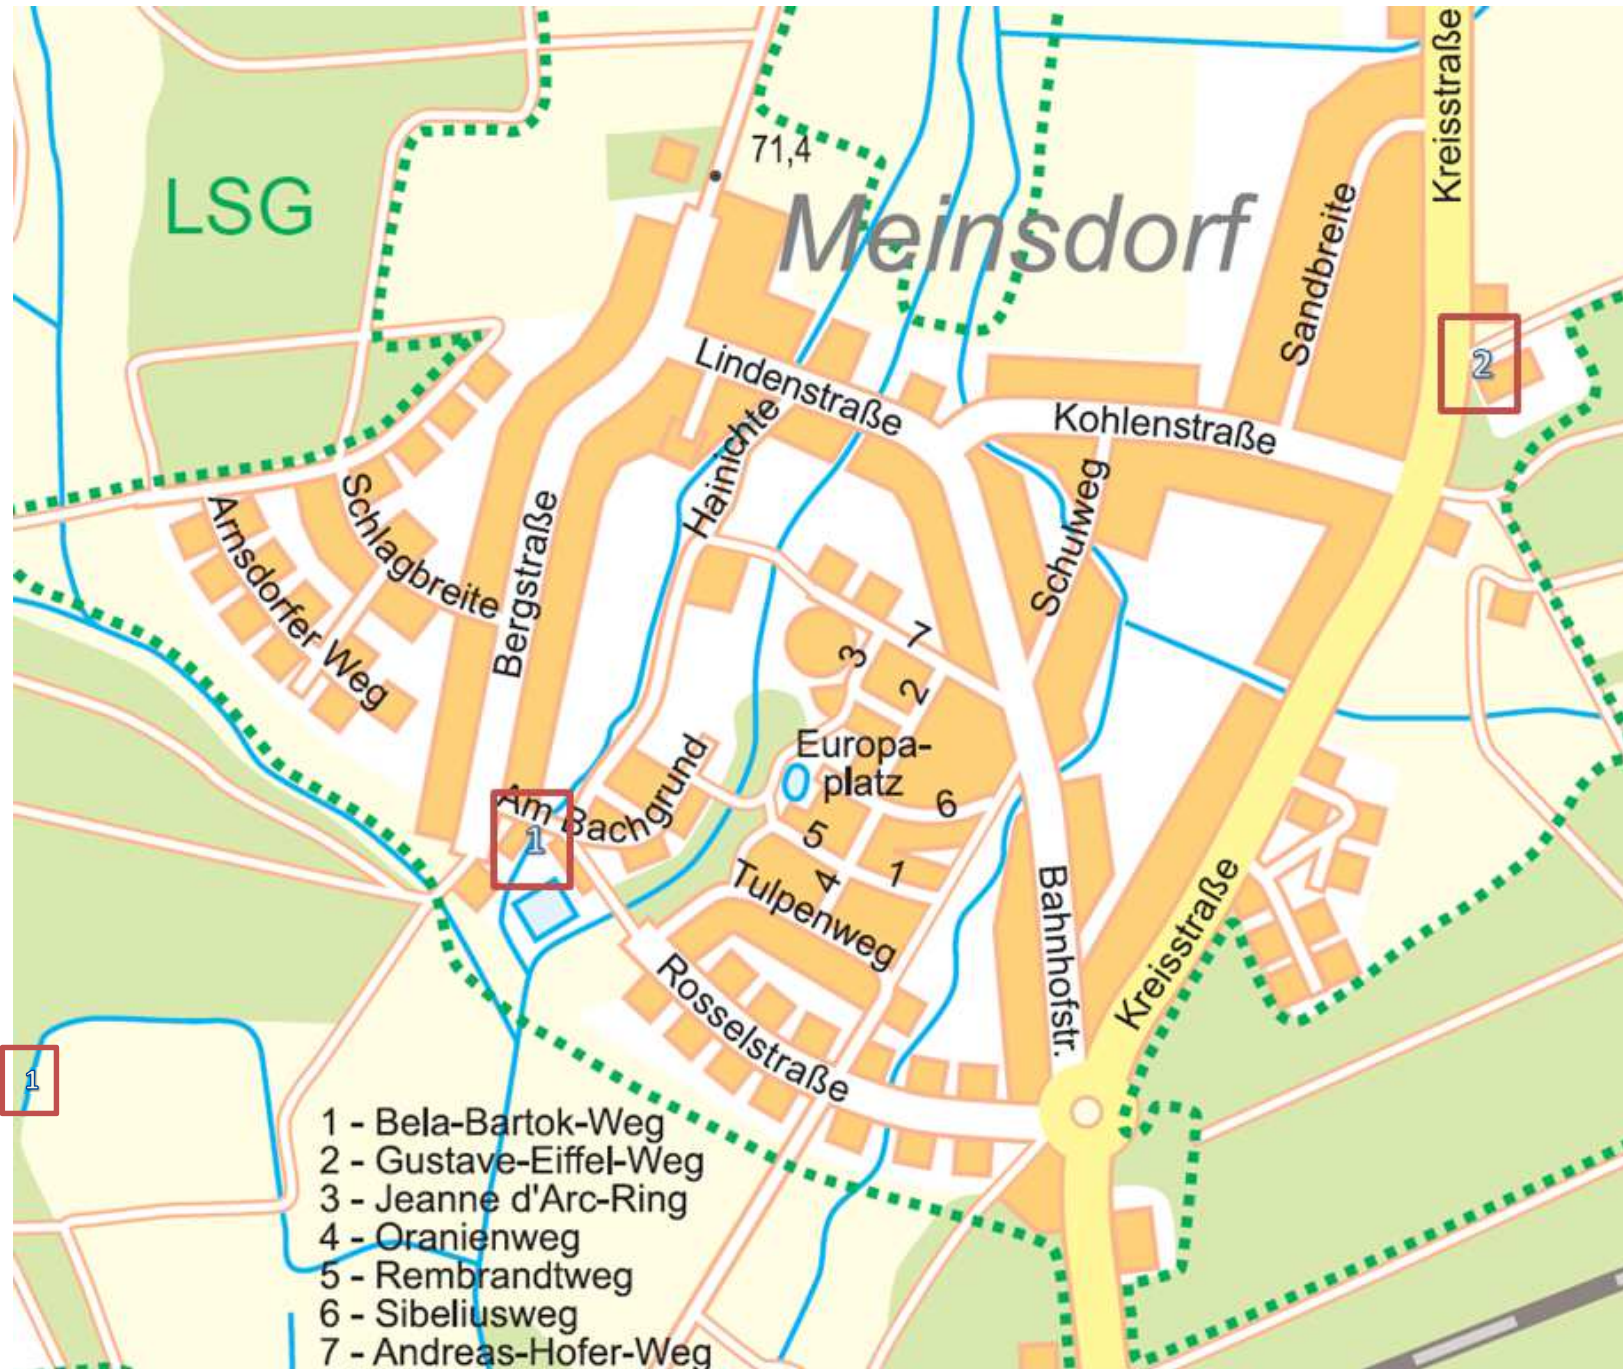 Kreisstraße
71,4
LSG
Meinsdorf
Sandbreite
2
Lindenstraße
Kohlenstraße
Hainichte
Schulweg
Schlagbreite
Arnsdorfer Weg
Bergstraße
7
3
2
Europa-
platz
6
Am Bachgrund
1
5
4
1
Tulpenweg
Bahnhofstr.
Kreisstraße
Rosselstraße
1
1 - Bela-Bartok-Weg
2 - Gustave-Eiffel-Weg
3 - Jeanne d'Arc-Ring
4 - Oranienweg
5 - Rembrandtweg
6 - Sibeliusweg
7 - Andreas-Hofer-Weg